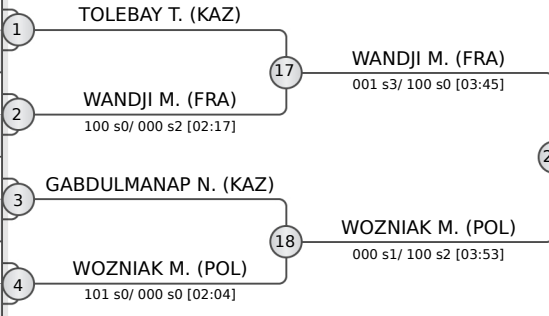 TOLEBAY T. (KAZ)
1
17
WANDJI M. (FRA)
001 s3/ 100 s0 [03:45]
WANDJI M. (FRA)
2
100 s0/ 000 s2 [02:17]
2
GABDULMANAP N. (KAZ)
3
18
WOZNIAK M. (POL)
000 s1/ 100 s2 [03:53]
WOZNIAK M. (POL)
4
101 s0/ 000 s0 [02:04]